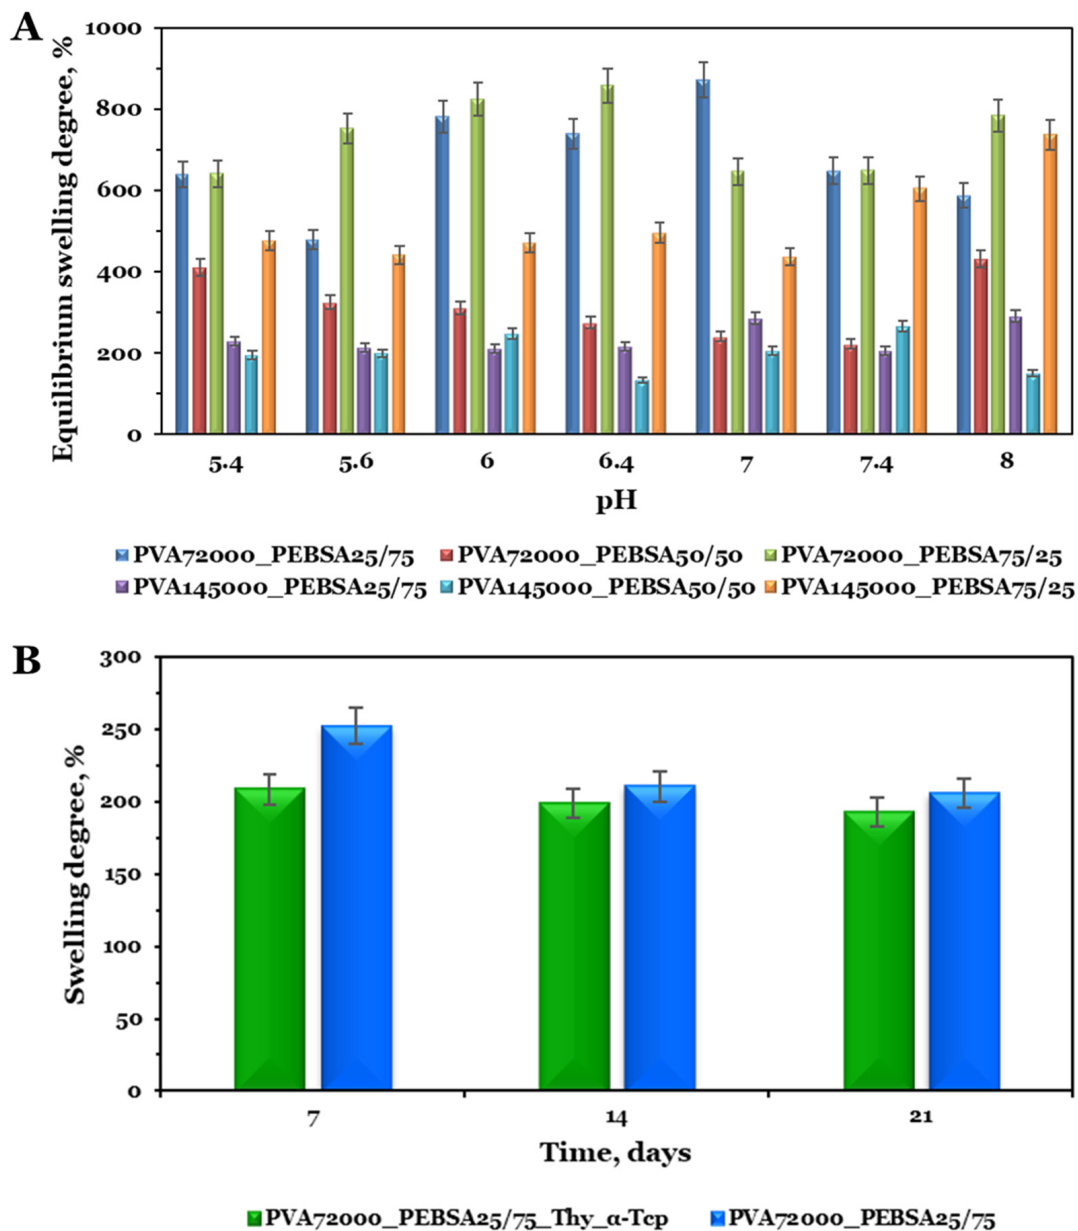 A
Equilibrium swelling degree, %
1000
800
600
400
200
0
5.4 5.6 6 6.4 7 7.4 8
pH
PVA72000_PEBSA25/75 PVA72000_PEBSA50/50 PVA72000_PEBSA75/25
PVA145000_PEBSA25/75 PVA145000_PEBSA50/50 PVA145000_PEBSA75/25
B
Swelling degree, %
300
250
200
150
100
50
0
7 14 21
Time, days
PVA72000_PEBSA25/75_Thy_α-Tcp PVA72000_PEBSA25/75